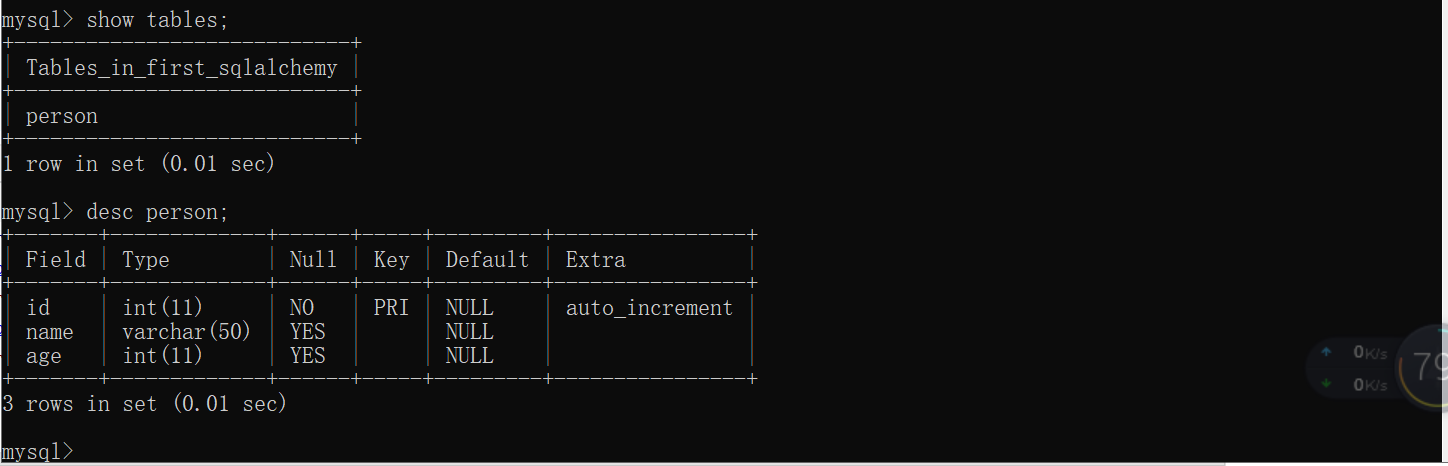 mysql> show tables;
+----------------------------+
| Tables_in_first_sqlalchemy |
+----------------------------+
| person                     |
+----------------------------+
1 row in set (0.01 sec)

mysql> desc person;
+-------+-------------+------+-----+---------+----------------+
| Field | Type        | Null | Key | Default | Extra          |
+-------+-------------+------+-----+---------+----------------+
| id    | int(11)     | NO   | PRI | NULL    | auto_increment |
| name  | varchar(50) | YES  |     | NULL    |                |
| age   | int(11)     | YES  |     | NULL    |                |
+-------+-------------+------+-----+---------+----------------+
3 rows in set (0.01 sec)

mysql>
0K/s
0K/s
79